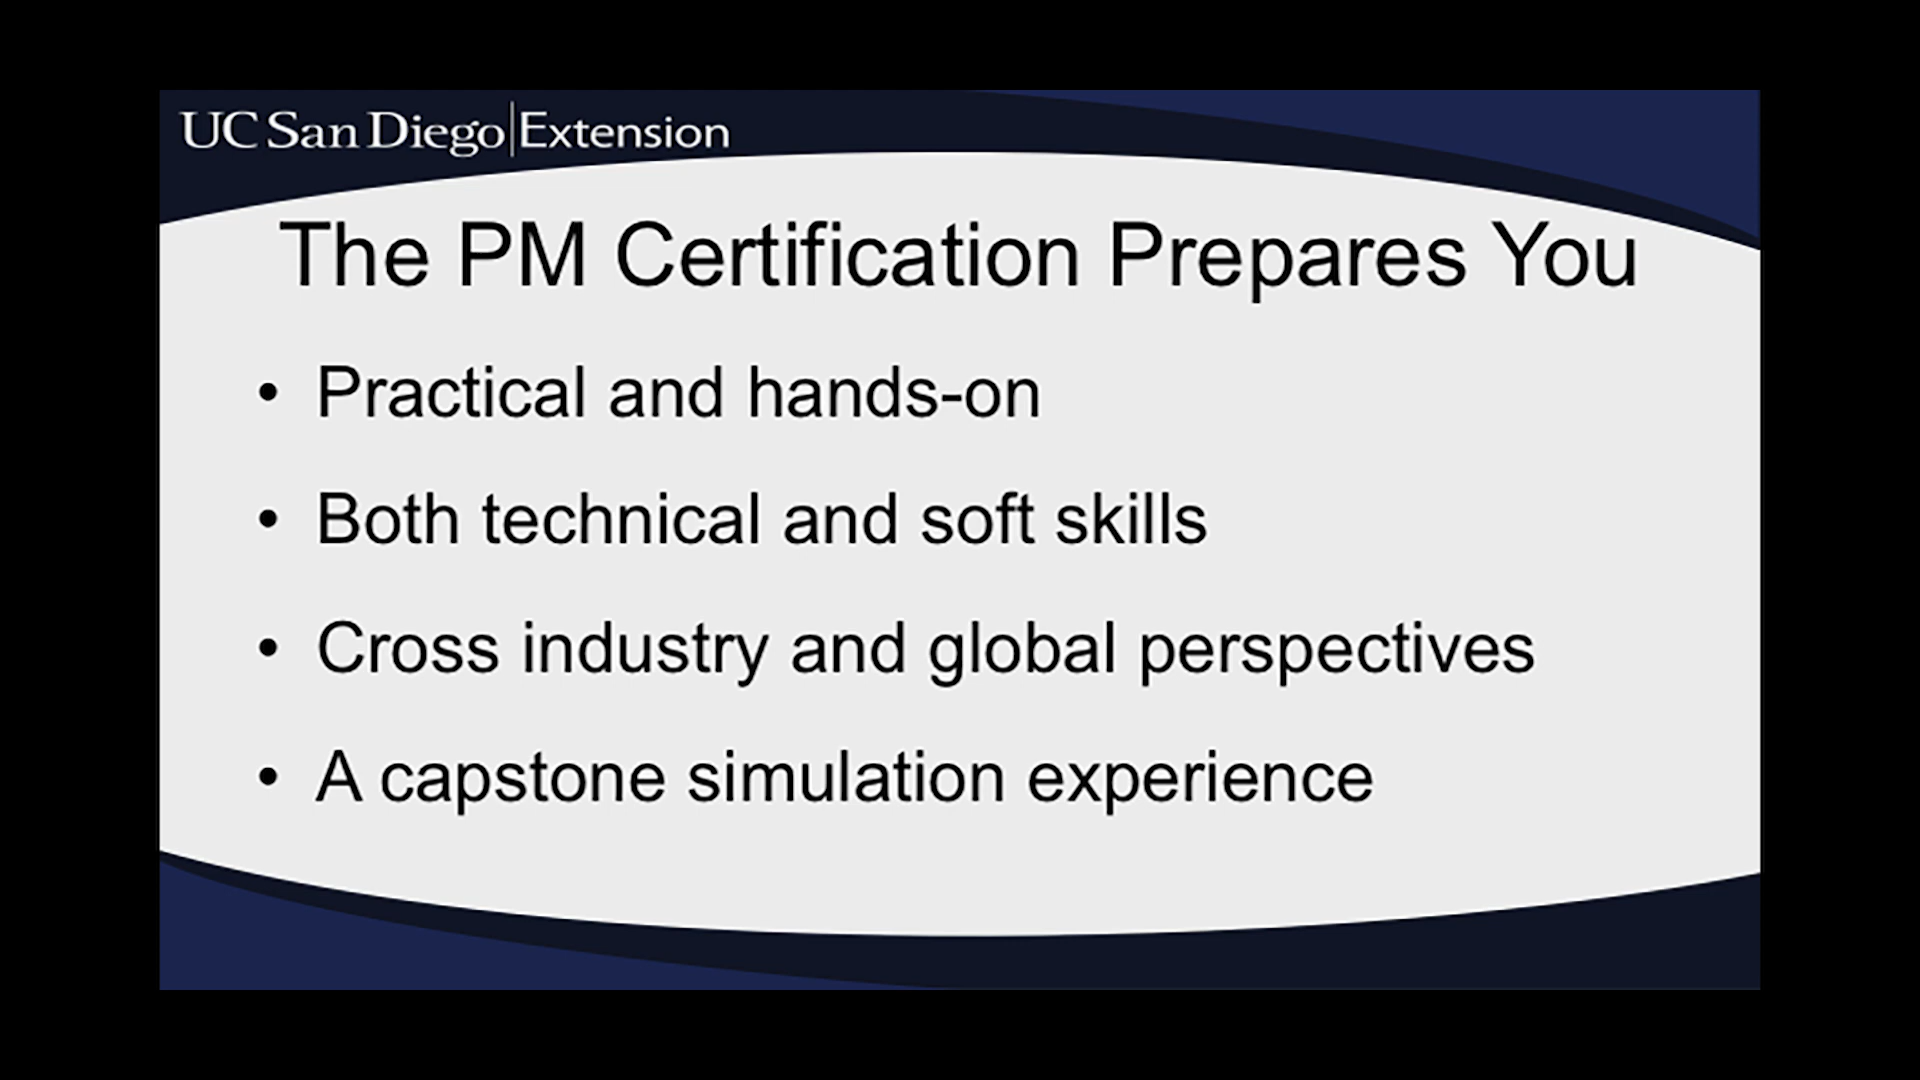 UC San Diego Extension
The PM Certification Prepares You
• Practical and hands-on
• Both technical and soft skills
• Cross industry and global perspectives
• A capstone simulation experience